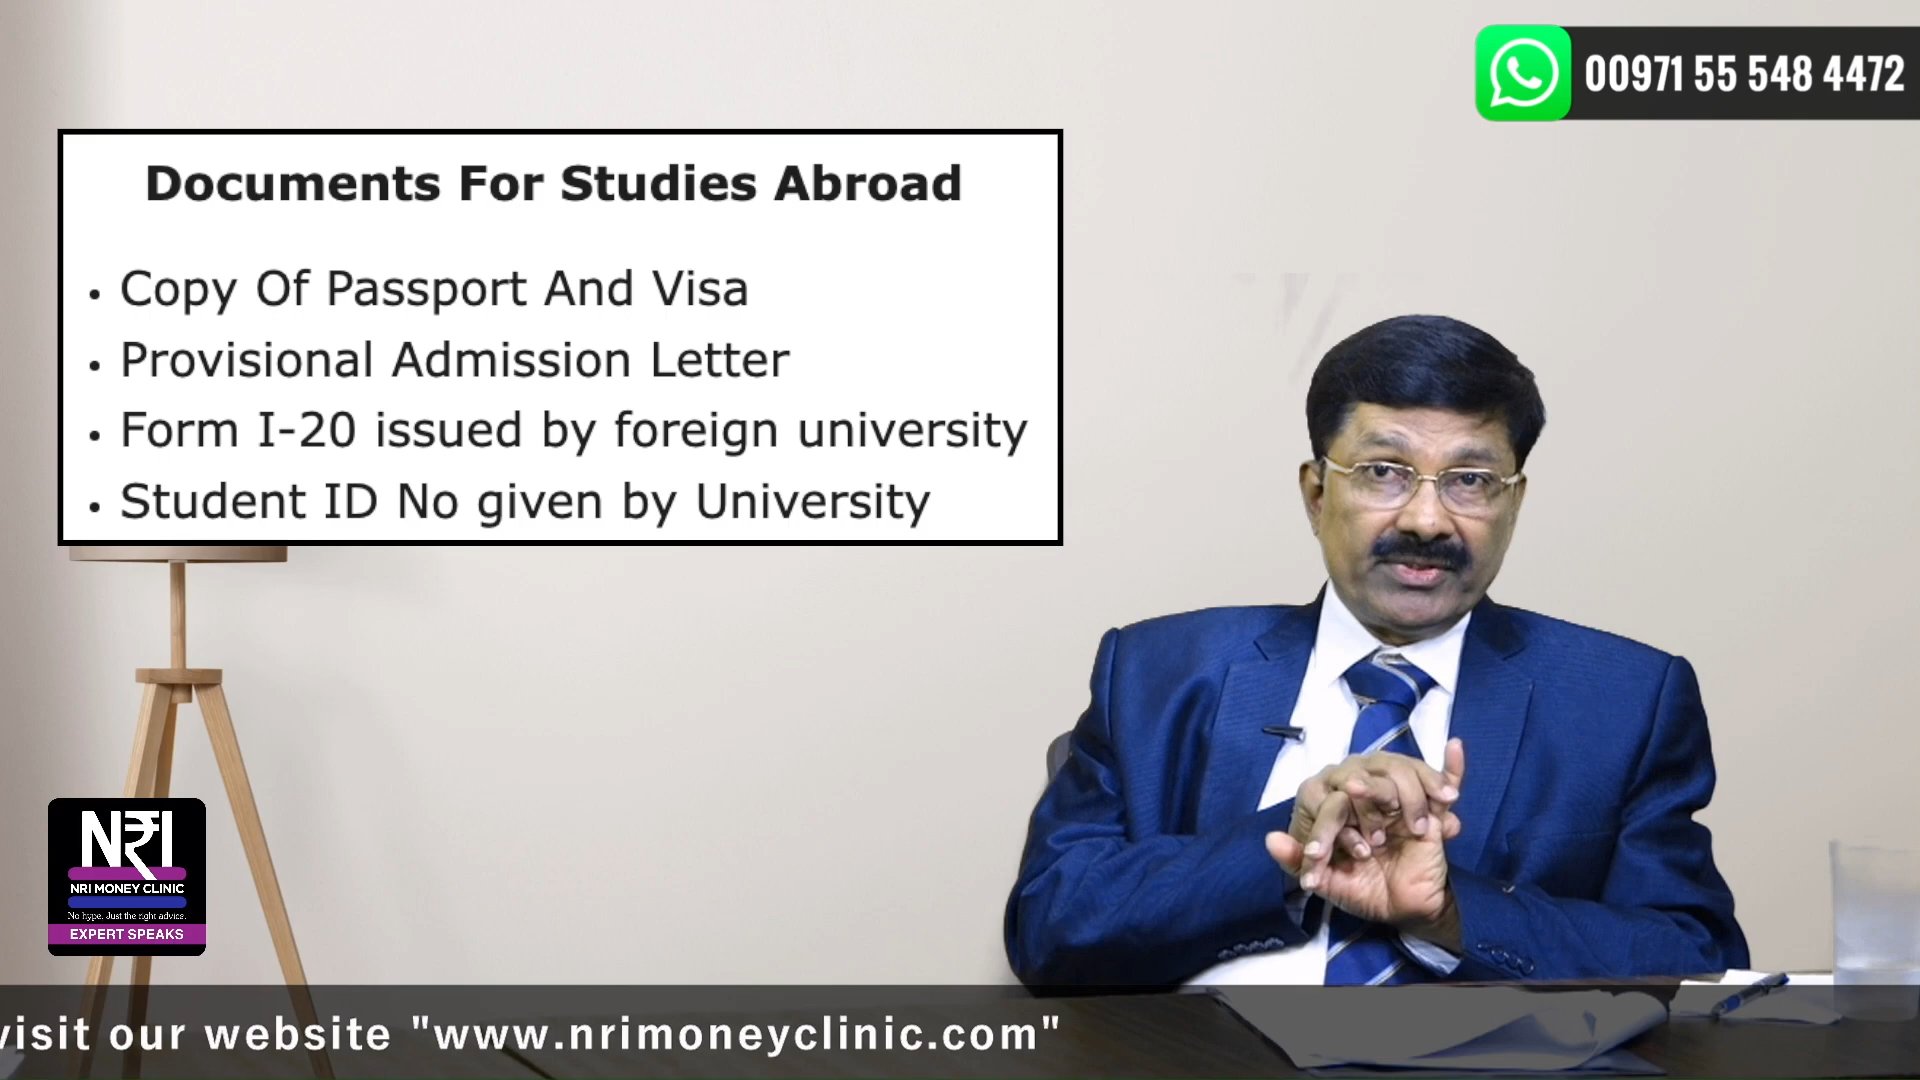 00971 55 548 4472
Documents For Studies Abroad
• Copy Of Passport And Visa
• Provisional Admission Letter
• Form I-20 issued by foreign university
• Student ID No given by University
NRI
NRI MONEY CLINIC
No hype. Just the right advice.
EXPERT SPEAKS
visit our website "www.nrimoneyclinic.com"